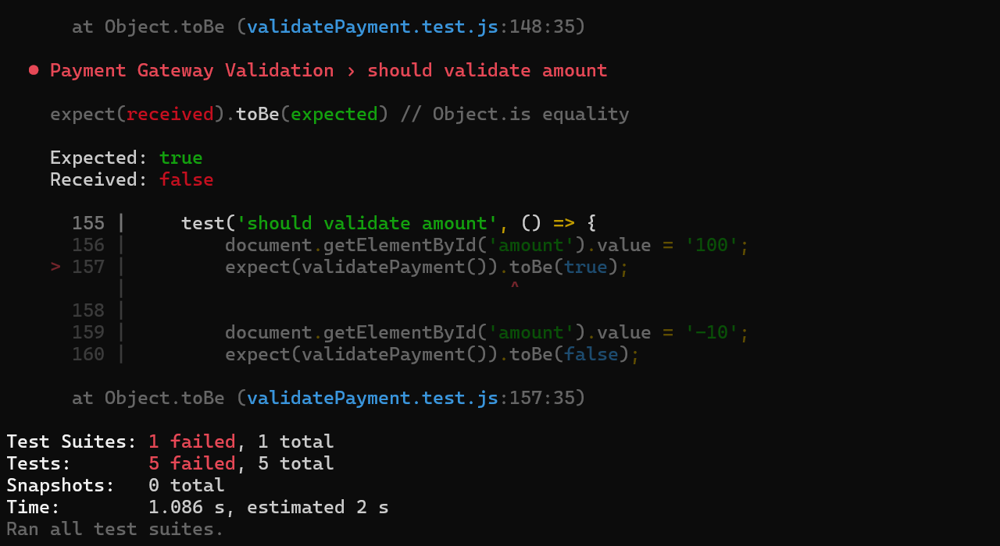 at Object.toBe (validatePayment.test.js:148:35)
● Payment Gateway Validation › should validate amount
expect(received).toBe(expected) // Object.is equality
Expected: true
Received: false
155 |     test('should validate amount', () => {
156 |         document.getElementById('amount').value = '100';
> 157 |         expect(validatePayment()).toBe(true);
|                                   ^
158 |
159 |         document.getElementById('amount').value = '-10';
160 |         expect(validatePayment()).toBe(false);
at Object.toBe (validatePayment.test.js:157:35)
Test Suites: 1 failed, 1 total
Tests:       5 failed, 5 total
Snapshots:   0 total
Time:        1.086 s, estimated 2 s
Ran all test suites.